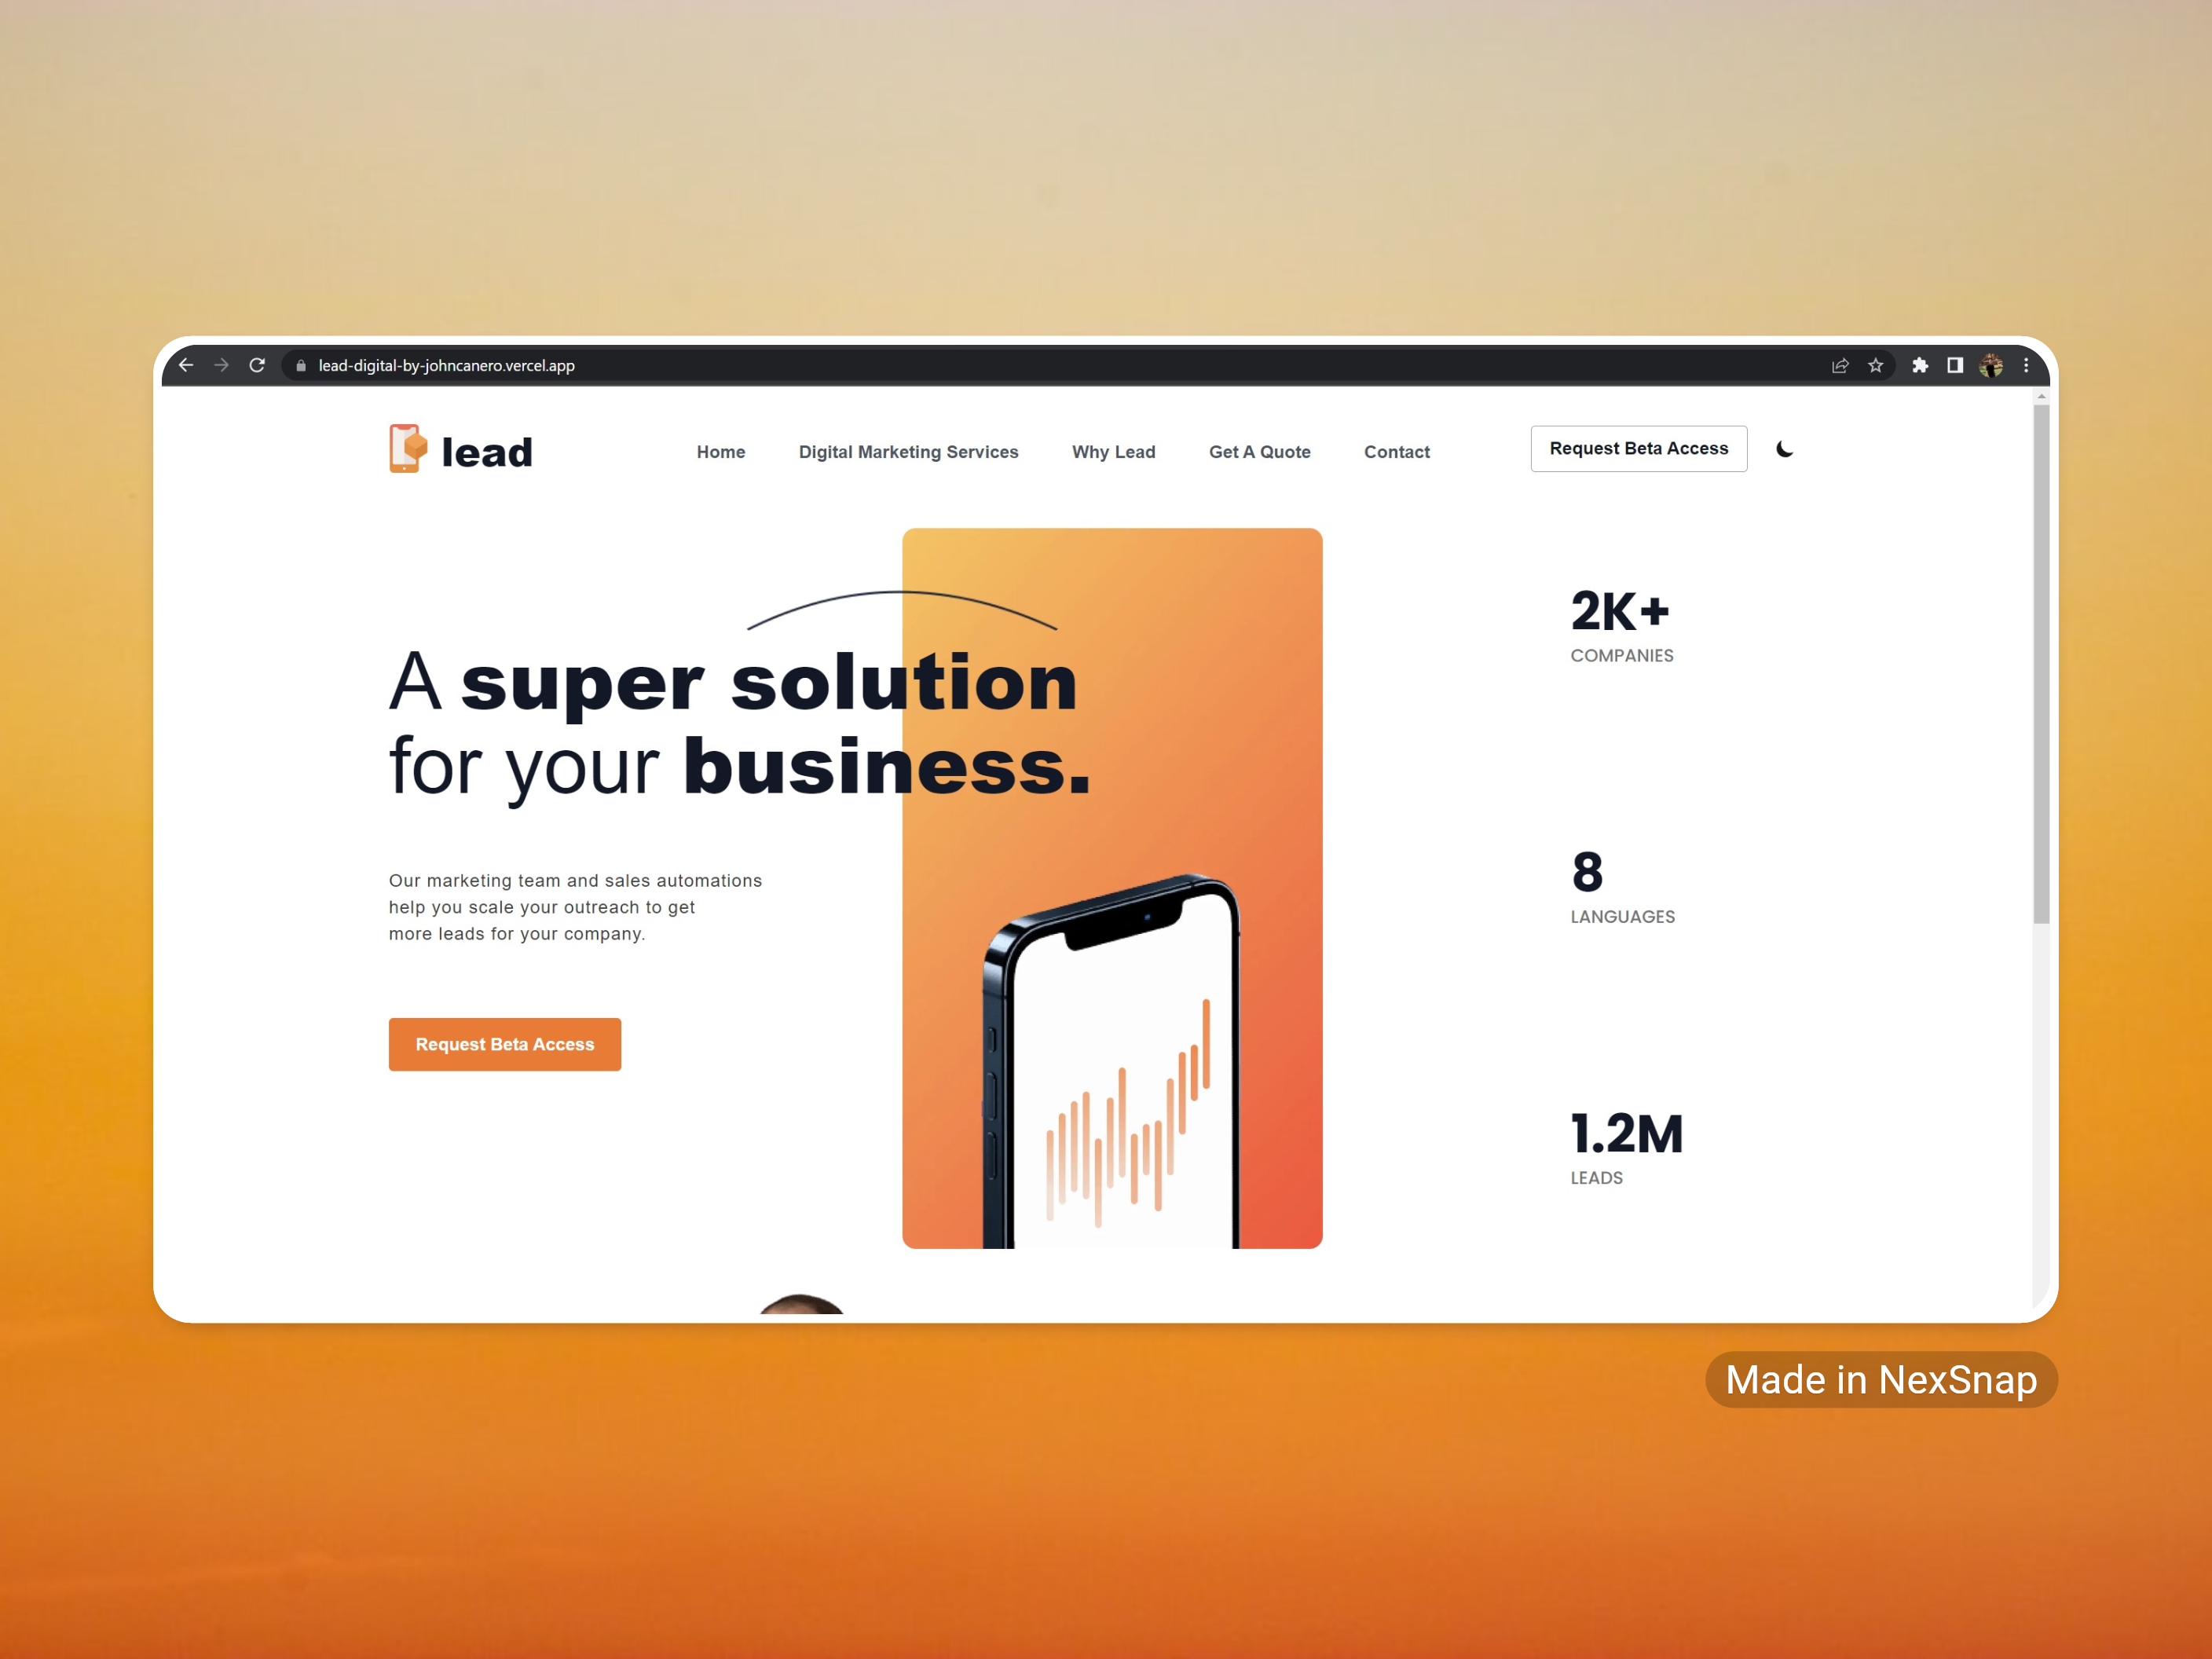 lead-digital-by-johncanero.vercel.app
lead
Home
Digital Marketing Services
Why Lead
Get A Quote
Contact
Request Beta Access
A super solution
for your business.
Our marketing team and sales automations
help you scale your outreach to get
more leads for your company.
Request Beta Access
2K+
COMPANIES
8
LANGUAGES
1.2M
LEADS
Made in NexSnap